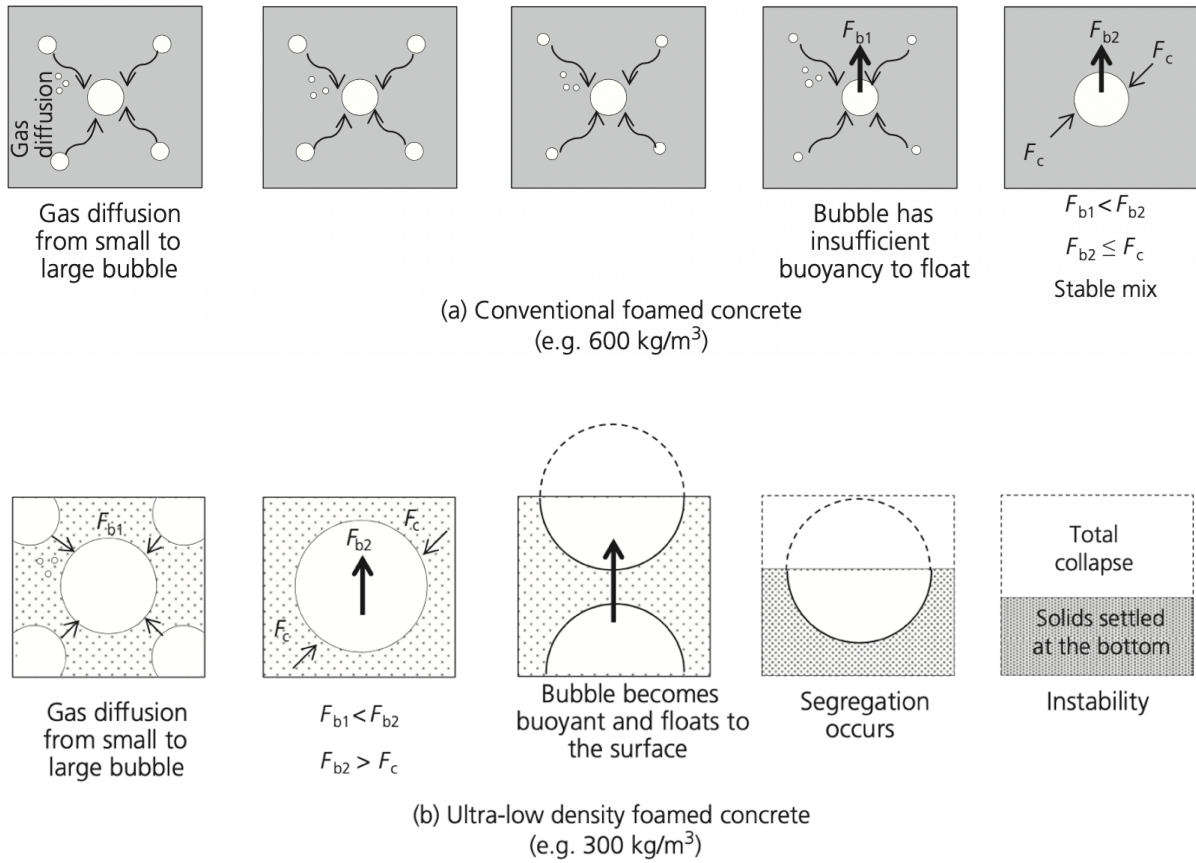 Gas diffusion
F_b1
F_b2
F_c
F_c
Gas diffusion
from small to
large bubble
Bubble has
insufficient
buoyancy to float
F_b1 < F_b2
F_b2 ≤ F_c
Stable mix
(a) Conventional foamed concrete
(e.g. 600 kg/m³)
F_b1
F_b2
F_c
F_c
Total
collapse
Solids settled
at the bottom
Gas diffusion
from small to
large bubble
F_b1 < F_b2
F_b2 > F_c
Bubble becomes
buoyant and floats to
the surface
Segregation
occurs
Instability
(b) Ultra-low density foamed concrete
(e.g. 300 kg/m³)